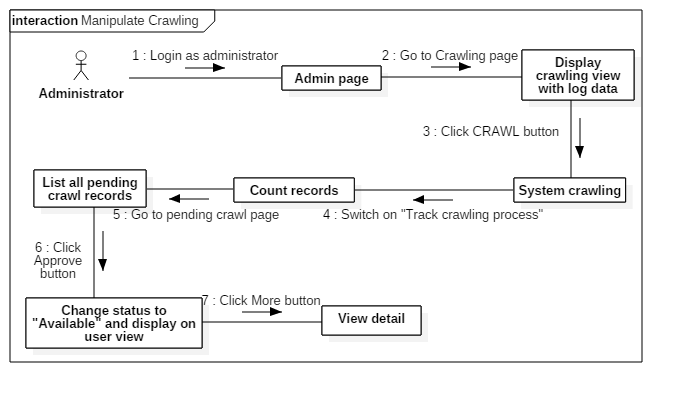 interaction Manipulate Crawling
1 : Login as administrator
2 : Go to Crawling page
Administrator
Admin page
Display
crawling view
with log data
3 : Click CRAWL button
List all pending
crawl records
Count records
System crawling
5 : Go to pending crawl page
4 : Switch on "Track crawling process"
6 : Click
Approve
button
Change status to
"Available" and display on
user view
7 : Click More button
View detail